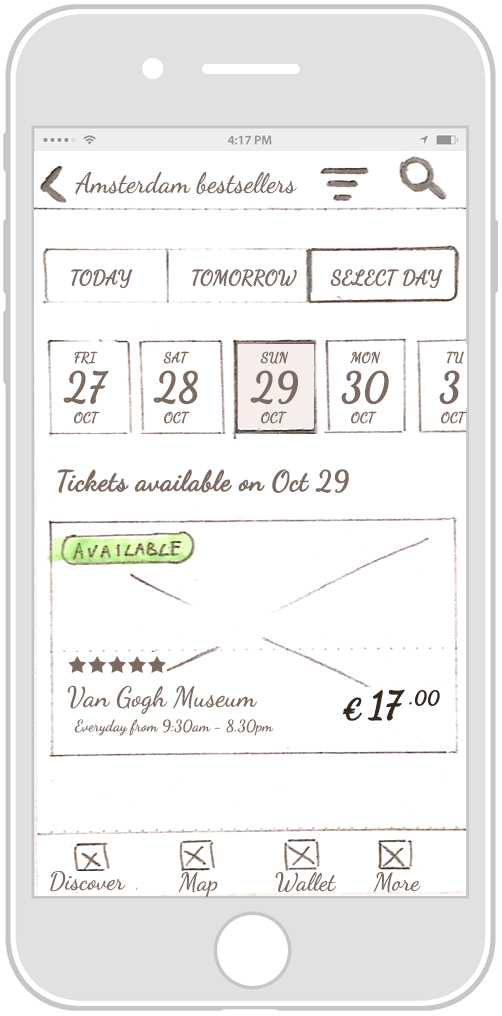 4:17 PM
Amsterdam bestsellers
TODAY TOMORROW SELECT DAY
FRI SAT SUN MON TU
27 28 29 30 3
OCT OCT OCT OCT OCT
Tickets available on Oct 29
AVAILABLE
Van Gogh Museum
€ 17.00
Everyday from 9:30am - 8.30pm
Discover Map Wallet More